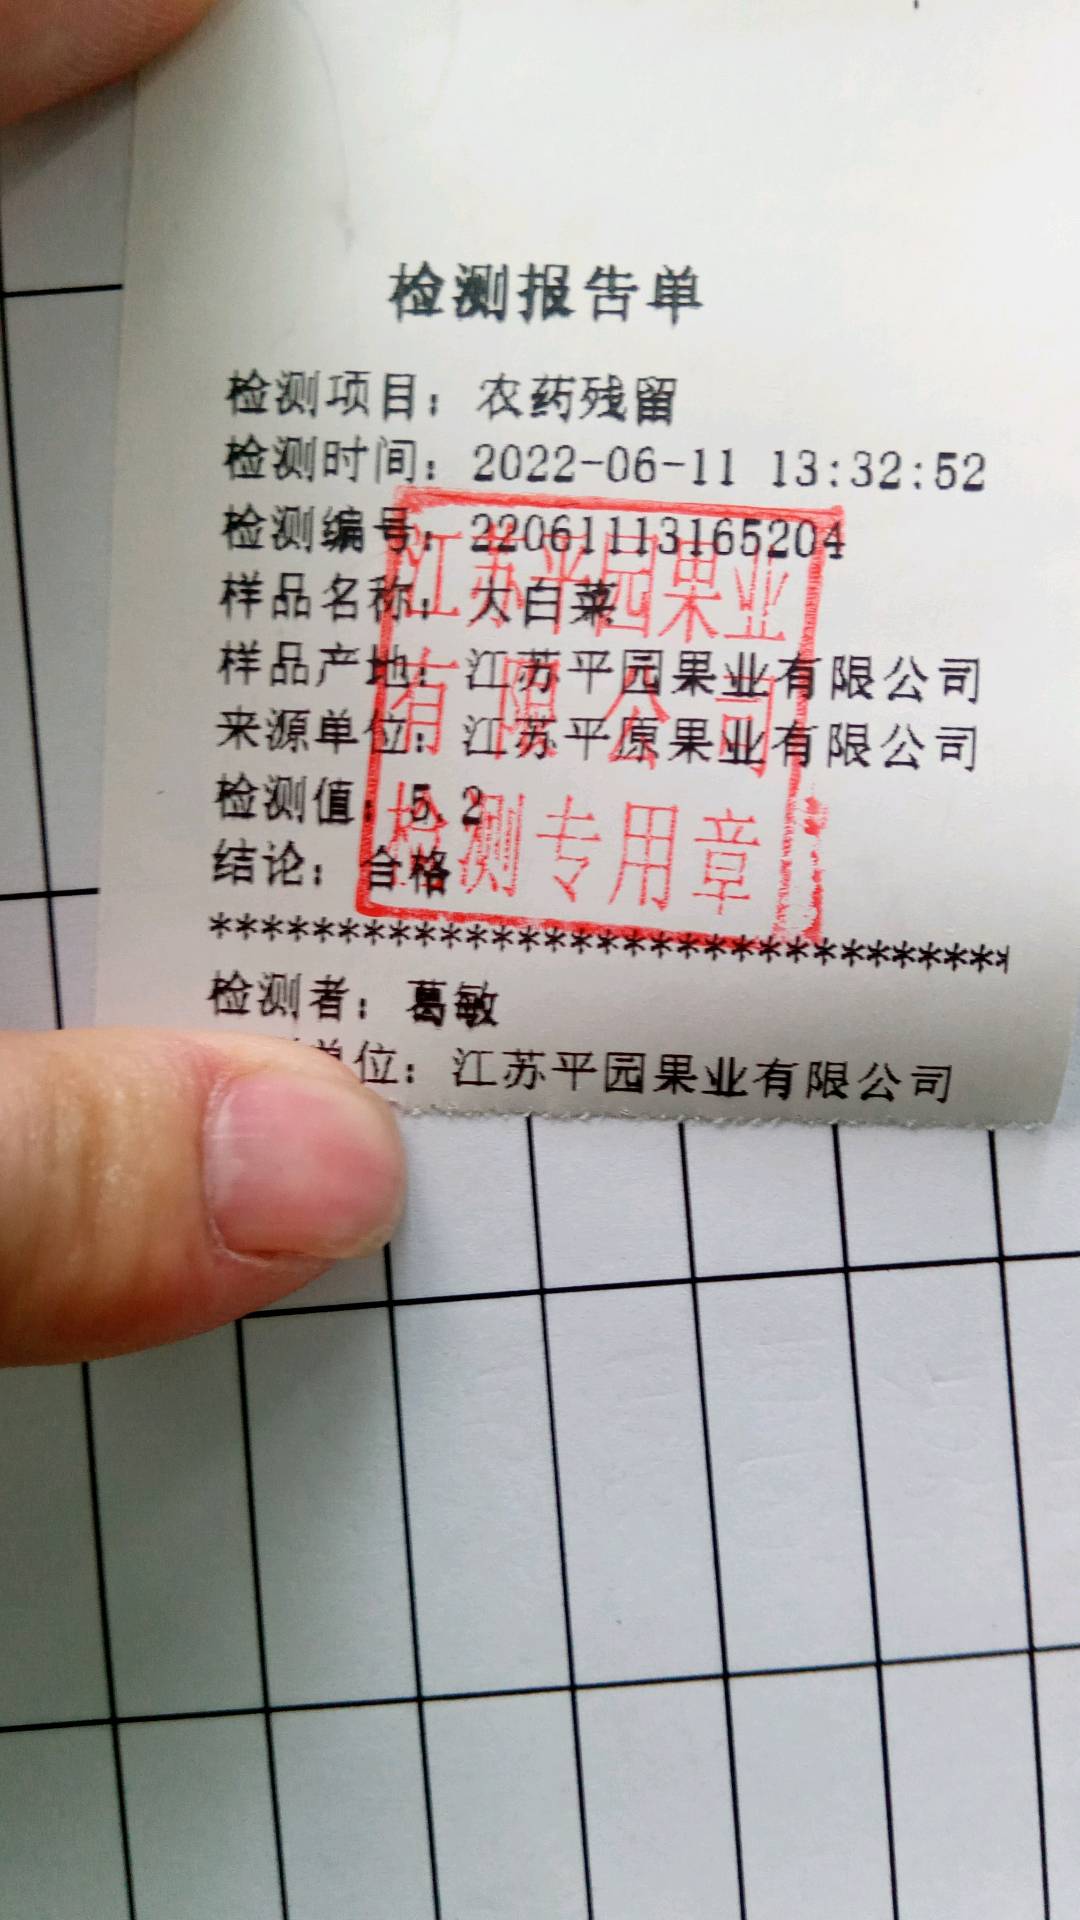 检测报告单
检测项目：农药残留
检测时间：2022-06-11 13:32:52
检测编号：22061113165204
样品名称：大白菜
样品产地：江苏平园果业有限公司
来源单位：江苏平原果业有限公司
检测值：5.2
结论：合格
********************************
检测者：葛敏
单位：江苏平园果业有限公司
江苏平园果业
有限公司
检测专用章